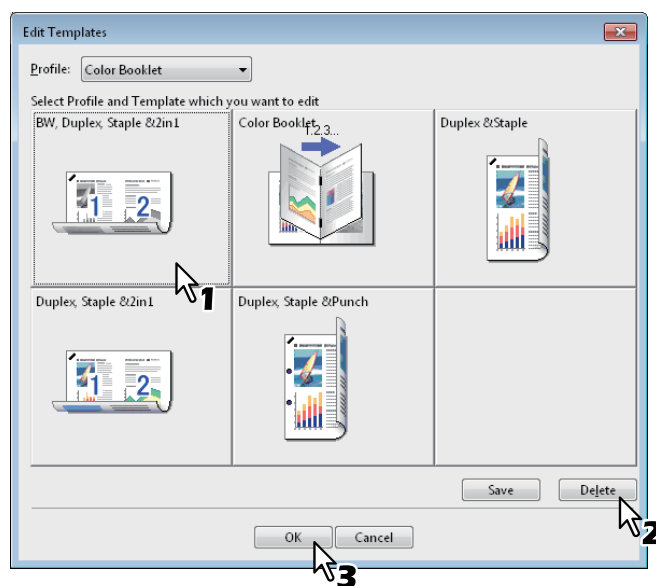 Edit Templates
Profile: Color Booklet
Select Profile and Template which you want to edit
BW, Duplex, Staple &2in1
Color Booklet
Duplex &Staple
1.2.3...
1 2
1
Duplex, Staple &2in1
Duplex, Staple &Punch
1 2
Save
Delete
2
OK
Cancel
3